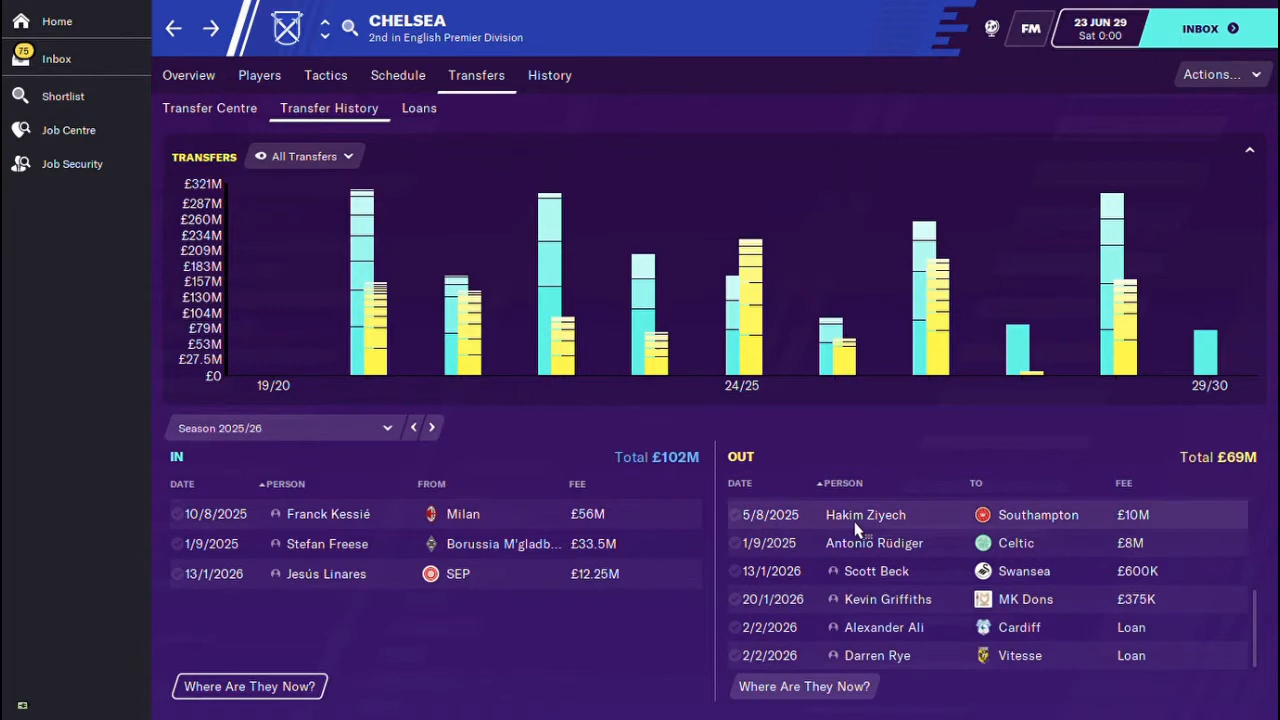 Home
75
Inbox
Shortlist
Job Centre
Job Security
CHELSEA
2nd in English Premier Division
FM
23 JUN 29
Sat 0:00
INBOX
Overview Players Tactics Schedule Transfers History
Actions...
Transfer Centre Transfer History Loans
TRANSFERS All Transfers
£321M
£287M
£260M
£234M
£209M
£183M
£157M
£130M
£104M
£79M
£53M
£27.5M
£0
19/20 24/25 29/30
Season 2025/26
IN Total £102M
DATE PERSON FROM FEE
10/8/2025 Franck Kessié Milan £56M
1/9/2025 Stefan Freese Borussia M'gladb... £33.5M
13/1/2026 Jesús Linares SEP £12.25M
Where Are They Now?
OUT Total £69M
DATE PERSON TO FEE
5/8/2025 Hakim Ziyech Southampton £10M
1/9/2025 Antonio Rüdiger Celtic £8M
13/1/2026 Scott Beck Swansea £600K
20/1/2026 Kevin Griffiths MK Dons £375K
2/2/2026 Alexander Ali Cardiff Loan
2/2/2026 Darren Rye Vitesse Loan
Where Are They Now?